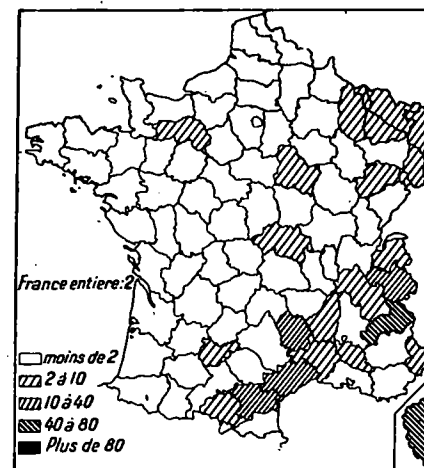 France entiere:2
moins de 2
2 à 10
10 à 40
40 à 80
Plus de 80